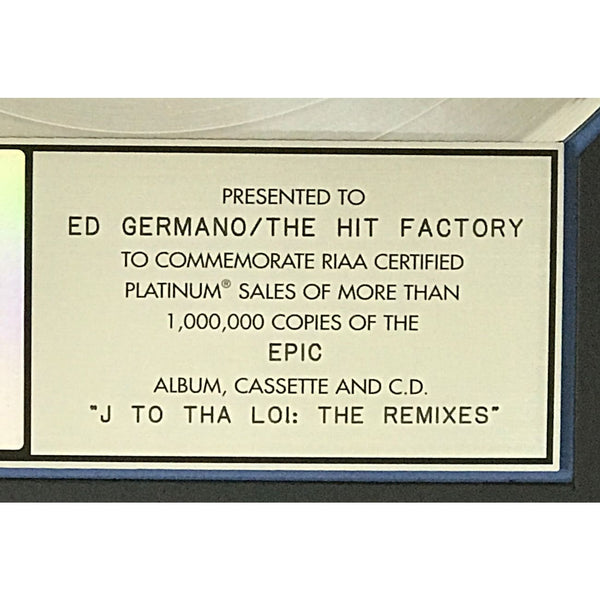 PRESENTED TO
ED GERMANO/THE HIT FACTORY
TO COMMEMORATE RIAA CERTIFIED
PLATINUM® SALES OF MORE THAN
1,000,000 COPIES OF THE
EPIC
ALBUM, CASSETTE AND C.D.
"J TO THA LOI: THE REMIXES"